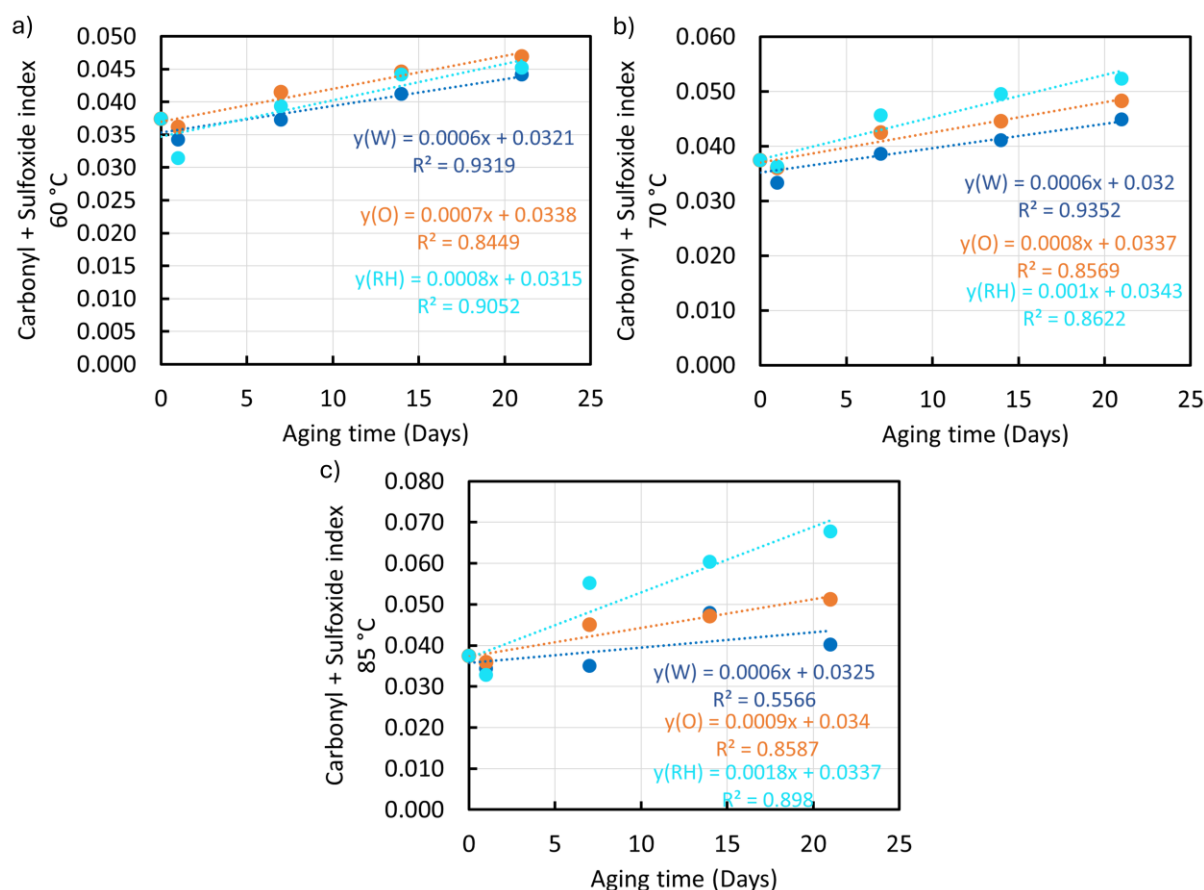 a)
Carbonyl + Sulfoxide index
60 °C
0.050
0.045
0.040
0.035
0.030
0.025
0.020
0.015
0.010
0.005
0.000
y(W) = 0.0006x + 0.0321
R² = 0.9319
y(O) = 0.0007x + 0.0338
R² = 0.8449
y(RH) = 0.0008x + 0.0315
R² = 0.9052
0 5 10 15 20 25
Aging time (Days)
b)
Carbonyl + Sulfoxide index
70 °C
0.060
0.050
0.040
0.030
0.020
0.010
0.000
y(W) = 0.0006x + 0.032
R² = 0.9352
y(O) = 0.0008x + 0.0337
R² = 0.8569
y(RH) = 0.001x + 0.0343
R² = 0.8622
0 5 10 15 20 25
Aging time (Days)
c)
Carbonyl + Sulfoxide index
85 °C
0.080
0.070
0.060
0.050
0.040
0.030
0.020
0.010
0.000
y(W) = 0.0006x + 0.0325
R² = 0.5566
y(O) = 0.0009x + 0.034
R² = 0.8587
y(RH) = 0.0018x + 0.0337
R² = 0.898
0 5 10 15 20 25
Aging time (Days)